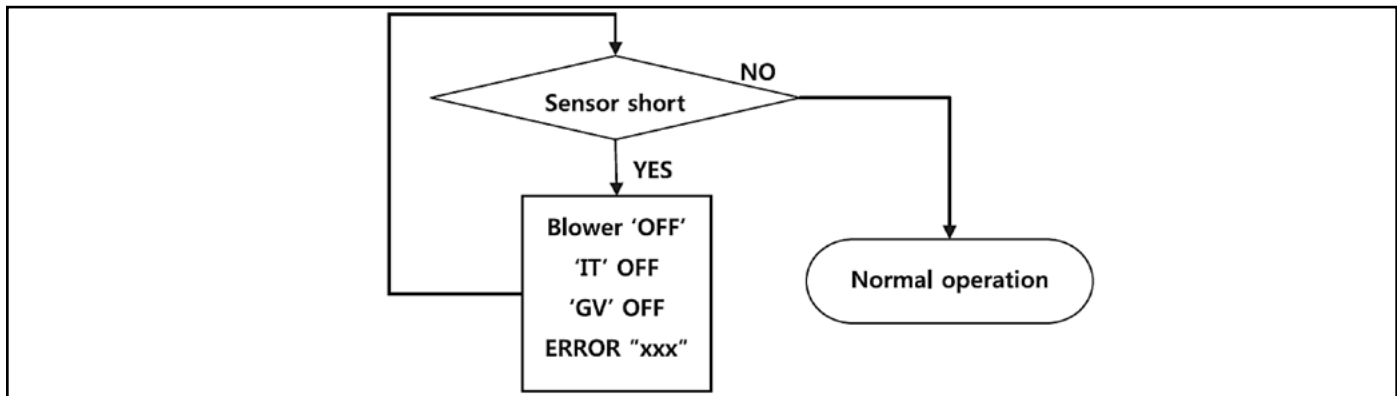 NO
Sensor short
YES
Blower ‘OFF’
‘IT’ OFF
‘GV’ OFF
ERROR “xxx”
Normal operation